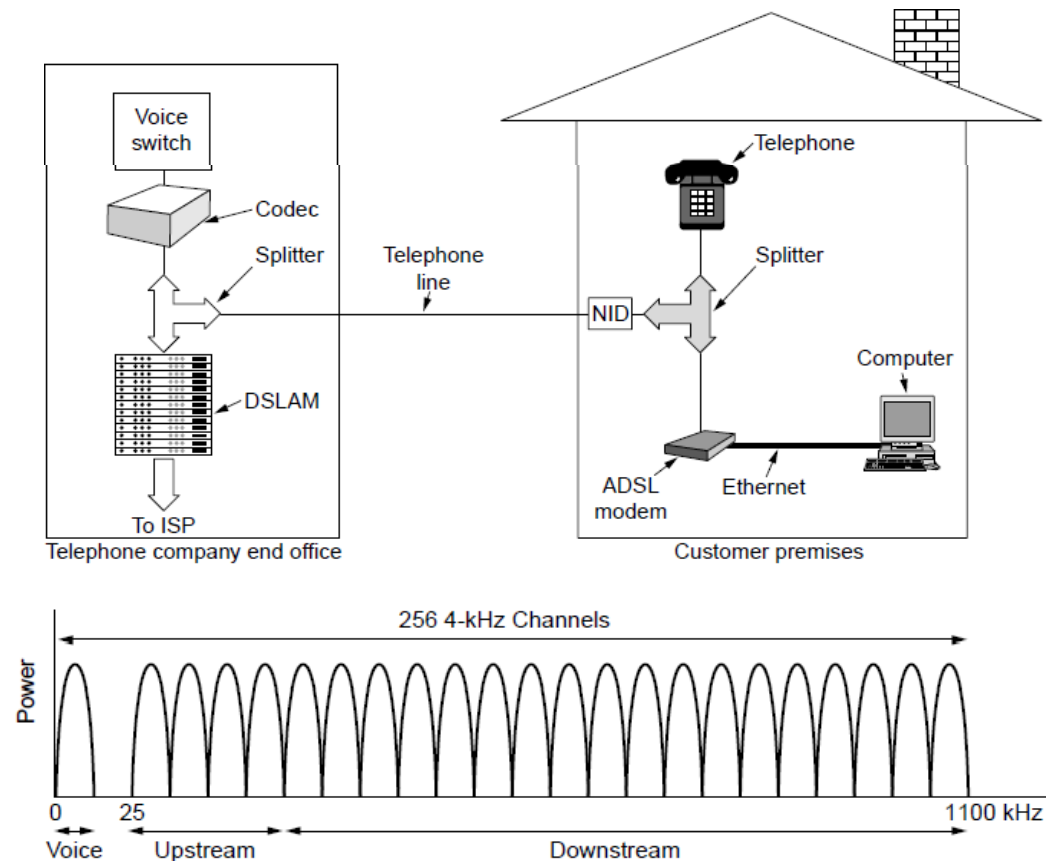 Voice
switch
Codec
Splitter
Telephone
line
DSLAM
To ISP
Telephone company end office
Telephone
Splitter
NID
Computer
ADSL
modem
Ethernet
Customer premises
256 4-kHz Channels
Power
0
25
1100 kHz
Voice
Upstream
Downstream